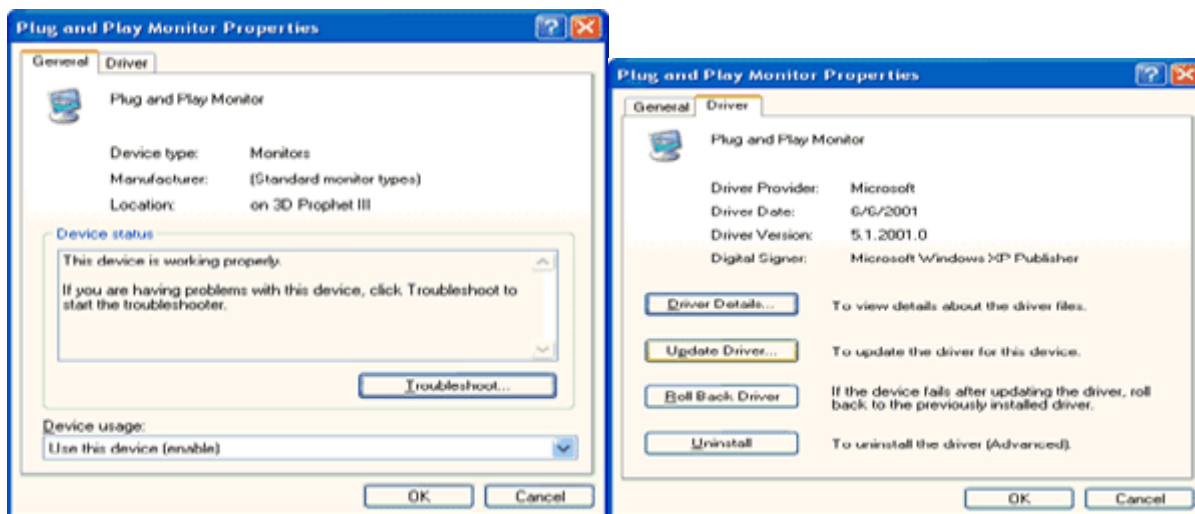 Plug and Play Monitor Properties
General Driver
Plug and Play Monitor
Device type: Monitors
Manufacturer: (Standard monitor types)
Location: on 3D Prophet III
Device status
This device is working properly.
If you are having problems with this device, click Troubleshoot to
start the troubleshooter.
Troubleshoot...
Device usage:
Use this device (enable)
OK Cancel
Plug and Play Monitor Properties
General Driver
Plug and Play Monitor
Driver Provider: Microsoft
Driver Date: 6/6/2001
Driver Version: 5.1.2001.0
Digital Signer: Microsoft Windows XP Publisher
Driver Details... To view details about the driver files.
Update Driver... To update the driver for this device.
Roll Back Driver If the device fails after updating the driver, roll
back to the previously installed driver.
Uninstall To uninstall the driver (Advanced).
OK Cancel